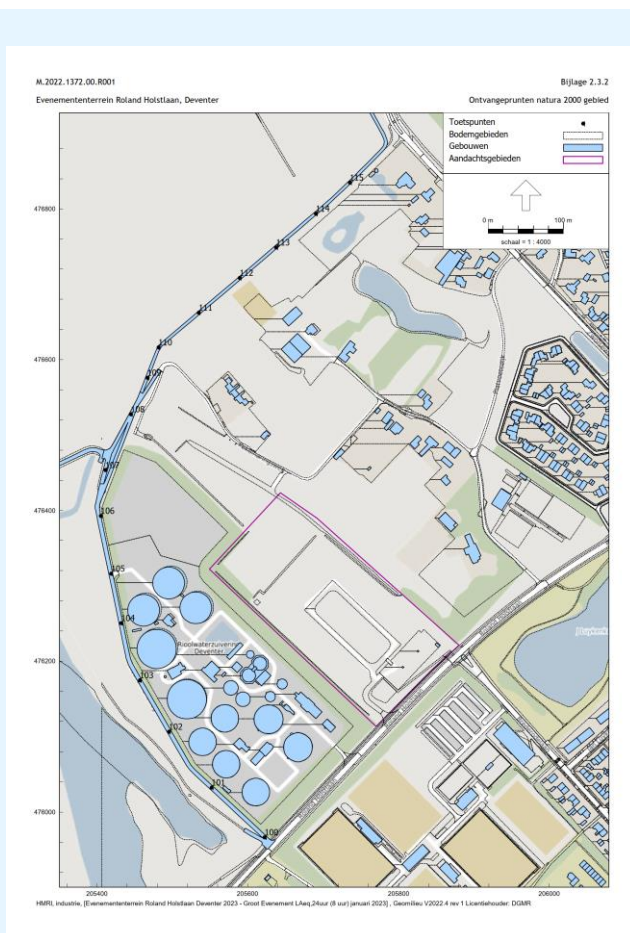 M.2022.1372.00.R001
Bijlage 2.3.2
Evenemententerrein Roland Holstlaan, Deventer
Ontvangeprunten natura 2000 gebied
Toetspunten
Bodemgebieden
Gebouwen
Aandachtsgebieden
0 m
100 m
schaal = 1 : 4000
115
476800
114
113
112
111
110
476600
109
108
107
476400
106
105
104
Rioolwaterzuivering
Deventer
476200
103
102
101
476000
100
205400
205600
205800
206000
HMRI, industrie, [Evenemententerrein Roland Holstlaan Deventer 2023 - Groot Evenement LAeq,24uur (8 uur) januari 2023] , Geomilieu V2022.4 rev 1 Licentiehouder: DGMR